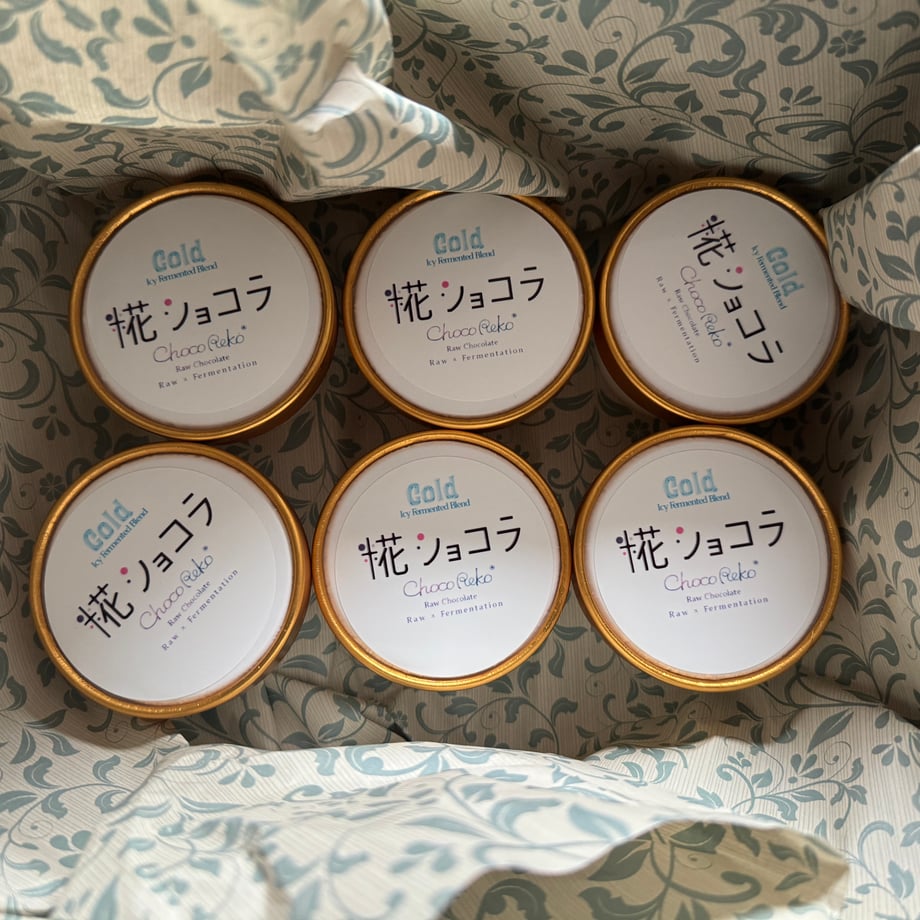 Cold
Icy Fermented Blend
糀ショコラ
Choco Reko*
Raw Chocolate
Raw × Fermentation
Cold
Icy Fermented Blend
糀ショコラ
Choco Reko*
Raw Chocolate
Raw × Fermentation
Cold
Icy Fermented Blend
糀ショコラ
Choco Reko*
Raw Chocolate
Raw × Fermentation
Cold
Icy Fermented Blend
糀ショコラ
Choco Reko*
Raw Chocolate
Raw × Fermentation
Cold
Icy Fermented Blend
糀ショコラ
Choco Reko*
Raw Chocolate
Raw × Fermentation
Cold
Icy Fermented Blend
糀ショコラ
Choco Reko*
Raw Chocolate
Raw × Fermentation